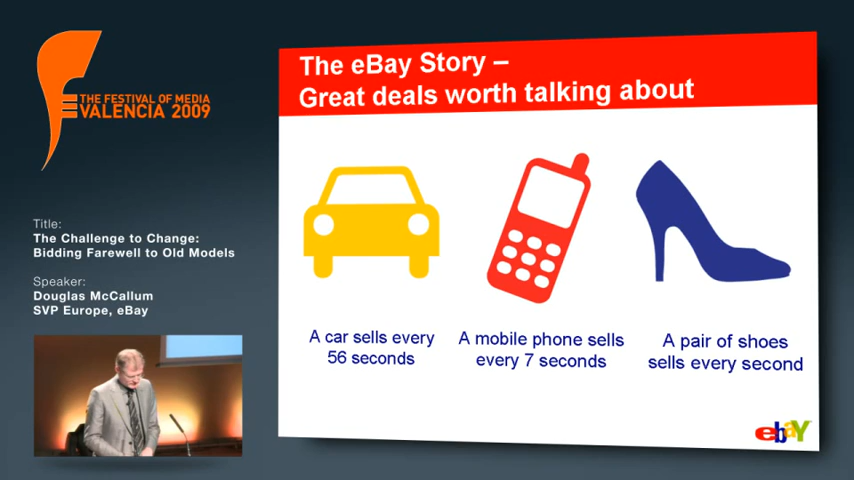 THE FESTIVAL OF MEDIA
VALENCIA 2009
Title:
The Challenge to Change:
Bidding Farewell to Old Models
Speaker:
Douglas McCallum
SVP Europe, eBay
The eBay Story –
Great deals worth talking about
A car sells every
56 seconds
A mobile phone sells
every 7 seconds
A pair of shoes
sells every second
ebaY